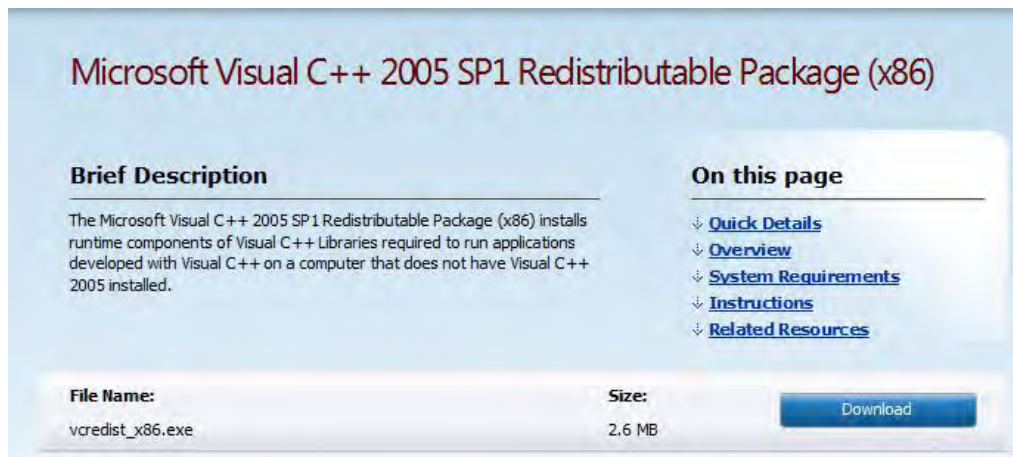 Microsoft Visual C++ 2005 SP1 Redistributable Package (x86)
Brief Description
The Microsoft Visual C++ 2005 SP1 Redistributable Package (x86) installs
runtime components of Visual C++ Libraries required to run applications
developed with Visual C++ on a computer that does not have Visual C++
2005 installed.
On this page
Quick Details
Overview
System Requirements
Instructions
Related Resources
File Name:
vcredist_x86.exe
Size:
2.6 MB
Download